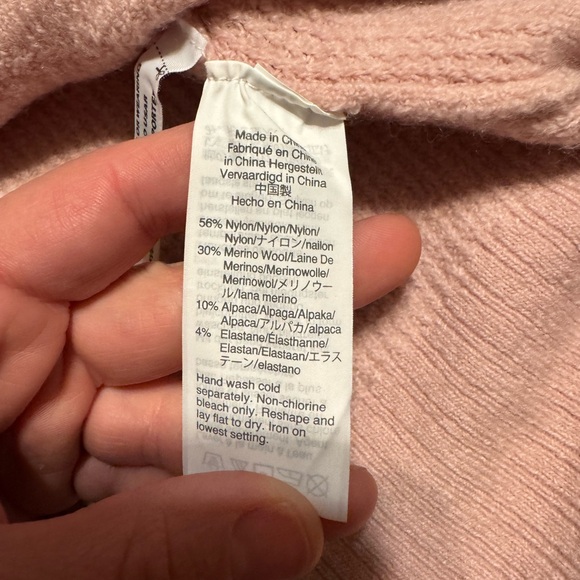 Made in
Fabriqué en
in China Hergestellt
Vervaardigd in China
中国製
Hecho en China
56% Nylon/Nylon/Nylon/
Nylon/ナイロン/nailon
30% Merino Wool/Laine De
Merinos/Merinowolle/
Merinowol/メリノウー
ル/lana merino
10% Alpaca/Alpaga/Alpaka/
Alpaca/アルパカ/alpaca
4% Elastane/Élasthanne/
Elastan/Elastaan/エラス
テーン/elastano
Hand wash cold
separately. Non-chlorine
bleach only. Reshape and
lay flat to dry. Iron on
lowest setting.